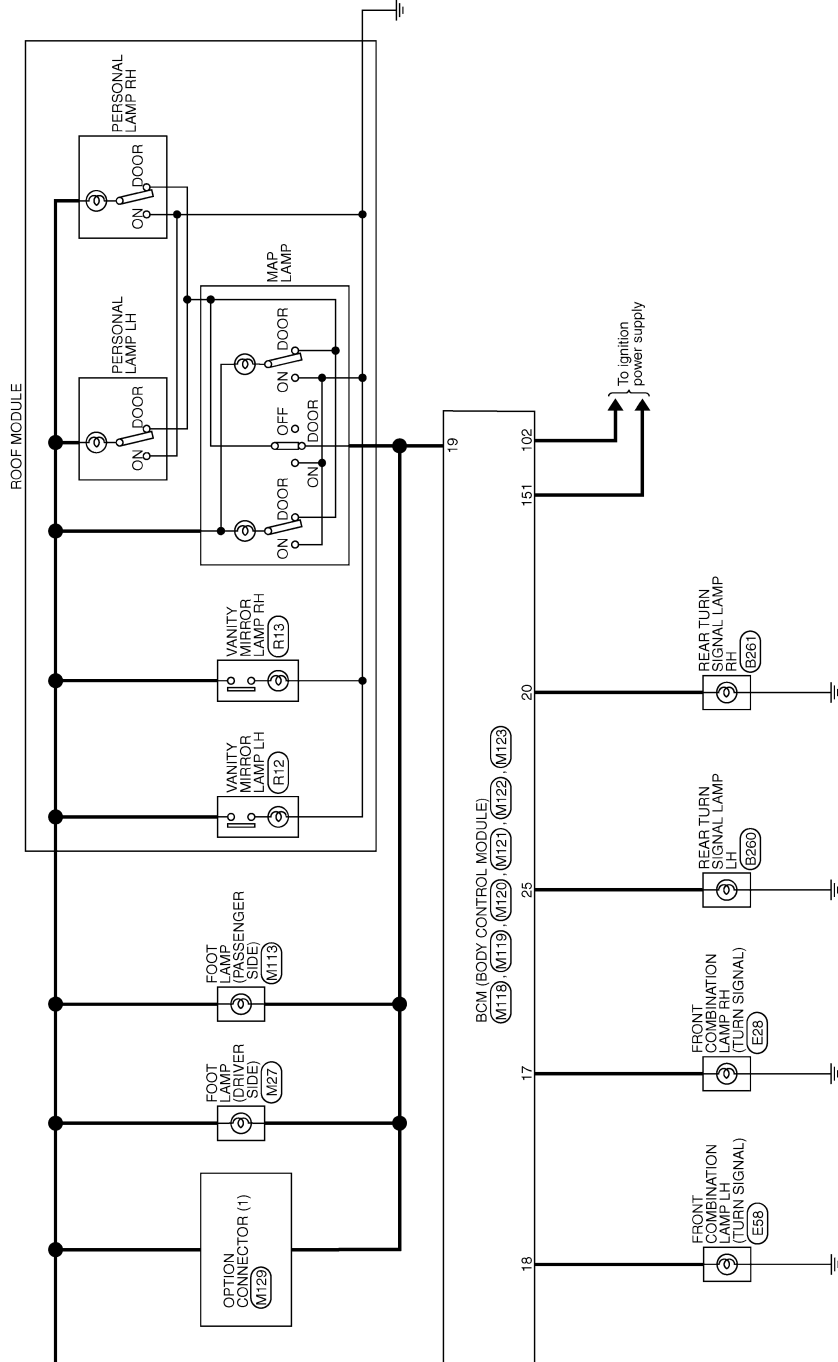 ROOF MODULE
PERSONAL
LAMP RH
ON
DOOR
PERSONAL
LAMP LH
ON
DOOR
MAP
LAMP
ON
DOOR
OFF
DOOR
ON
ON
DOOR
VANITY
MIRROR
LAMP RH
R13
VANITY
MIRROR
LAMP LH
R12
FOOT
LAMP
(PASSENGER
SIDE)
M113
FOOT
LAMP
(DRIVER
SIDE)
M27
OPTION
CONNECTOR (1)
M129
BCM (BODY CONTROL MODULE)
M118 , M119 , M120 , M121 , M122 , M123
19
102
151
To ignition
power supply
20
25
17
18
REAR TURN
SIGNAL LAMP
RH
B261
REAR TURN
SIGNAL LAMP
LH
B260
FRONT
COMBINATION
LAMP RH
(TURN SIGNAL)
E28
FRONT
COMBINATION
LAMP LH
(TURN SIGNAL)
E58